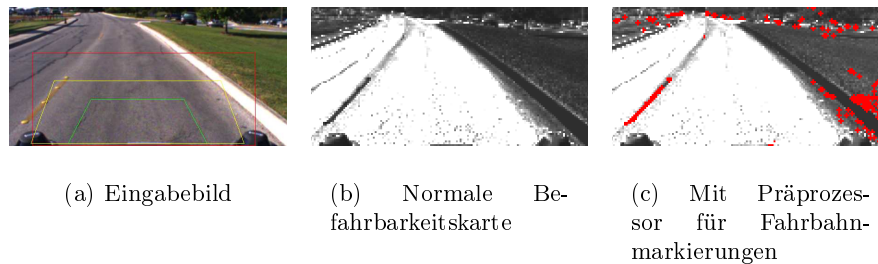 (a) Eingabebild
(b) Normale Be-
fahrbarkeitskarte
(c) Mit Präprozes-
sor für Fahrbahn-
markierungen